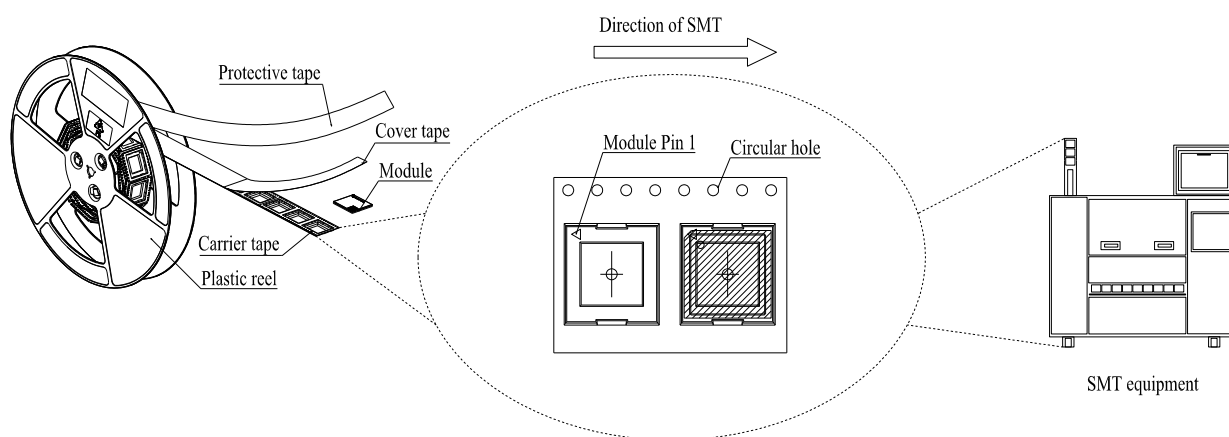 Direction of SMT
Protective tape
Cover tape
Module
Carrier tape
Plastic reel
Module Pin 1
Circular hole
SMT equipment